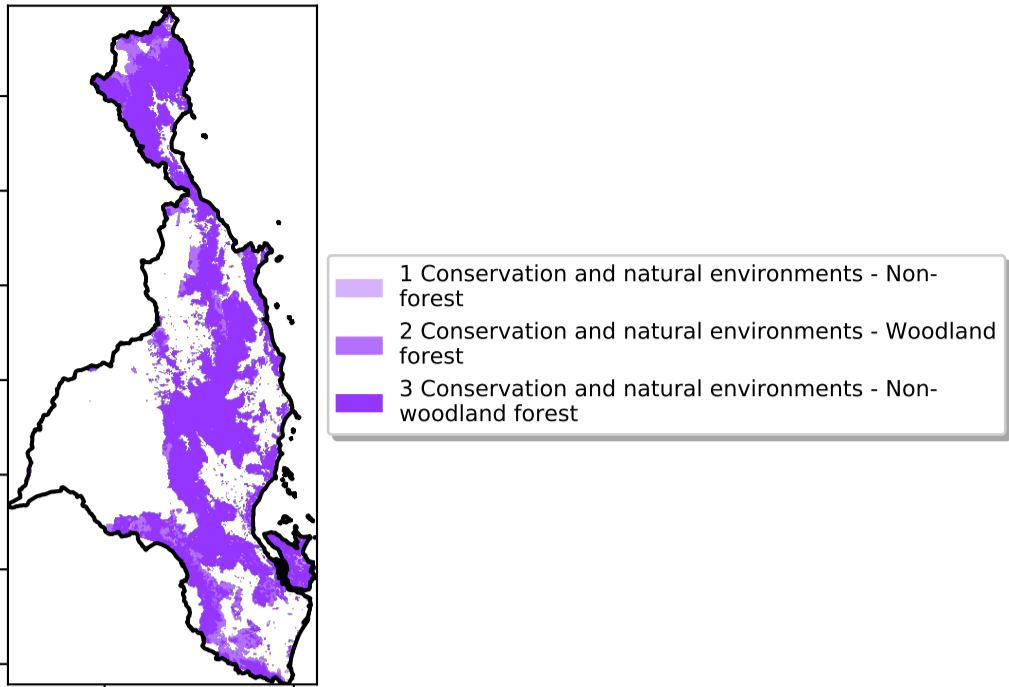 1 Conservation and natural environments - Non-
forest
2 Conservation and natural environments - Woodland
forest
3 Conservation and natural environments - Non-
woodland forest